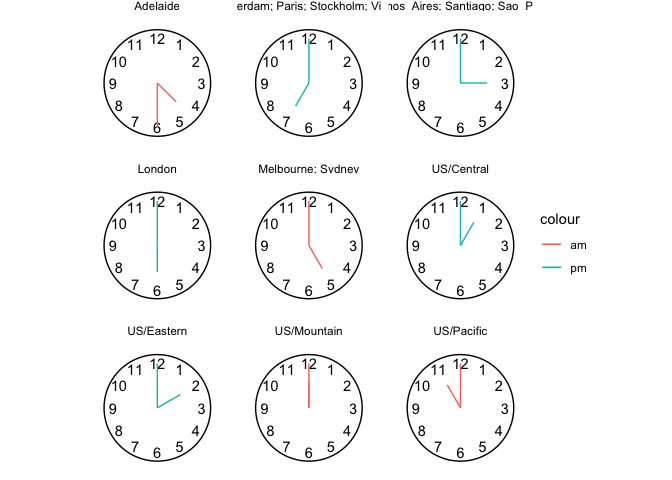 Adelaide
erdam; Paris; Stockholm; Vi
nos Aires; Santiago; Sao P
12 1 2 3 4 5 6 7 8 9 10 11
12 1 2 3 4 5 6 7 8 9 10 11
12 1 2 3 4 5 6 7 8 9 10 11
London
Melbourne; Sydney
US/Central
12 1 2 3 4 5 6 7 8 9 10 11
12 1 2 3 4 5 6 7 8 9 10 11
12 1 2 3 4 5 6 7 8 9 10 11
colour
am
pm
US/Eastern
US/Mountain
US/Pacific
12 1 2 3 4 5 6 7 8 9 10 11
12 1 2 3 4 5 6 7 8 9 10 11
12 1 2 3 4 5 6 7 8 9 10 11